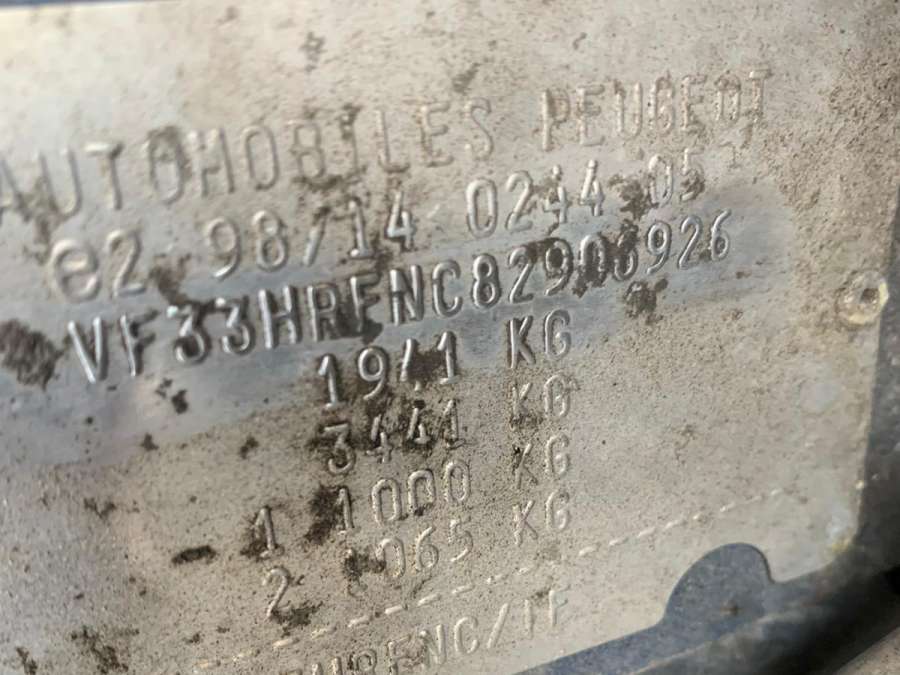 AUTOMOBILES PEUGEOT
e2 98/14 0244 05
VF33HRFNC82906926
1941 KG
3441 KG
1 1000 KG
2 1065 KG